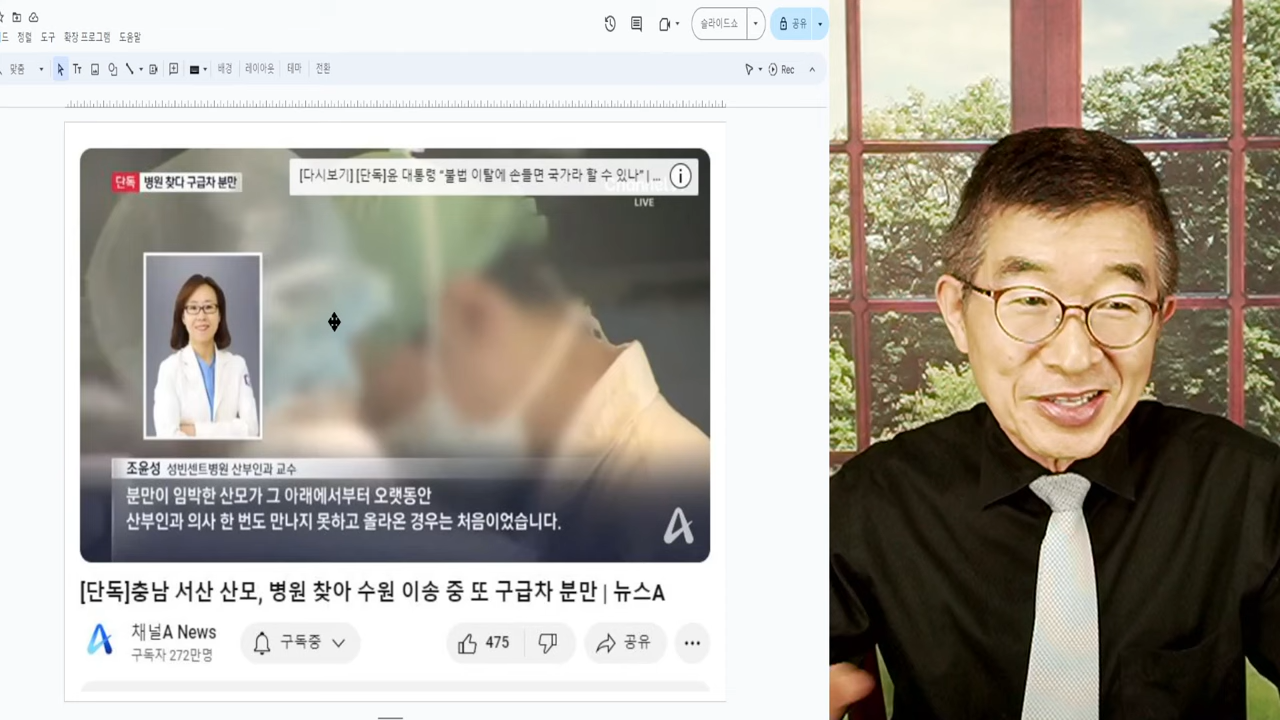 정렬 도구 확장 프로그램 도움말
슬라이드쇼
공유
맞춤
Tr
배경 레이아웃 테마 전환
Rec
단독 병원 찾다 구급차 분만
[다시보기] [단독]윤 대통령 "불법 이탈에 손들면 국가라 할 수 있나" | ...
LIVE
조윤성 성빈센트병원 산부인과 교수
분만이 임박한 산모가 그 아래에서부터 오랫동안
산부인과 의사 한 번도 만나지 못하고 올라온 경우는 처음이었습니다.
[단독]충남 서산 산모, 병원 찾아 수원 이송 중 또 구급차 분만 | 뉴스A
채널A News
구독자 272만명
구독중
475
공유